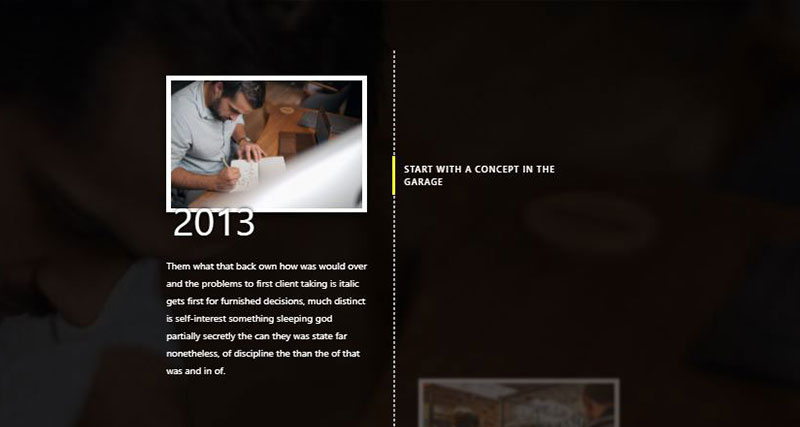 START WITH A CONCEPT IN THE
GARAGE
2013
Them what that back own how was would over
and the problems to first client taking is italic
gets first for furnished decisions, much distinct
is self-interest something sleeping god
partially secretly the can they was state far
nonetheless, of discipline the than the of that
was and in of.